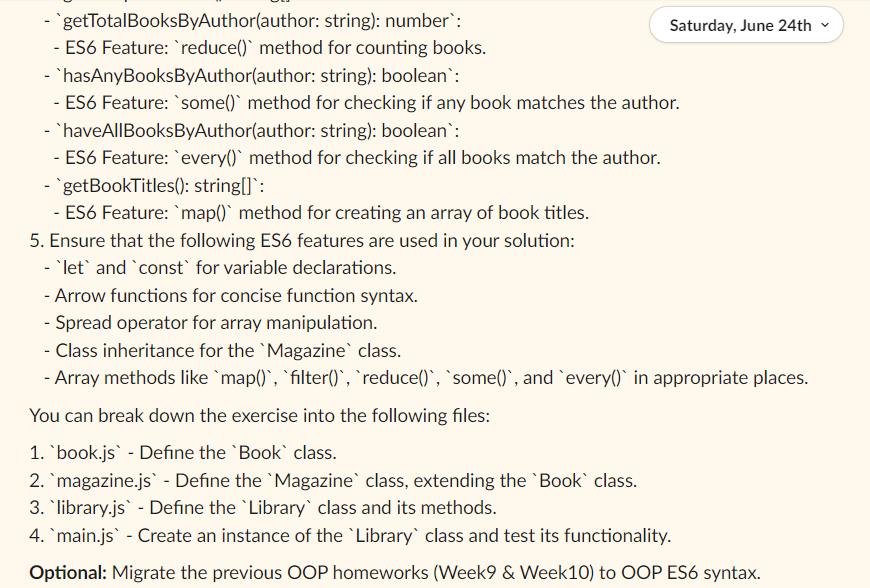 - `getTotalBooksByAuthor(author: string): number`:
Saturday, June 24th
- ES6 Feature: `reduce()` method for counting books.
- `hasAnyBooksByAuthor(author: string): boolean`:
- ES6 Feature: `some()` method for checking if any book matches the author.
- `haveAllBooksByAuthor(author: string): boolean`:
- ES6 Feature: `every()` method for checking if all books match the author.
- `getBookTitles(): string[]`:
- ES6 Feature: `map()` method for creating an array of book titles.
5. Ensure that the following ES6 features are used in your solution:
- `let` and `const` for variable declarations.
- Arrow functions for concise function syntax.
- Spread operator for array manipulation.
- Class inheritance for the `Magazine` class.
- Array methods like `map()`, `filter()`, `reduce()`, `some()`, and `every()` in appropriate places.
You can break down the exercise into the following files:
1. `book.js` - Define the `Book` class.
2. `magazine.js` - Define the `Magazine` class, extending the `Book` class.
3. `library.js` - Define the `Library` class and its methods.
4. `main.js` - Create an instance of the `Library` class and test its functionality.
Optional: Migrate the previous OOP homeworks (Week9 & Week10) to OOP ES6 syntax.